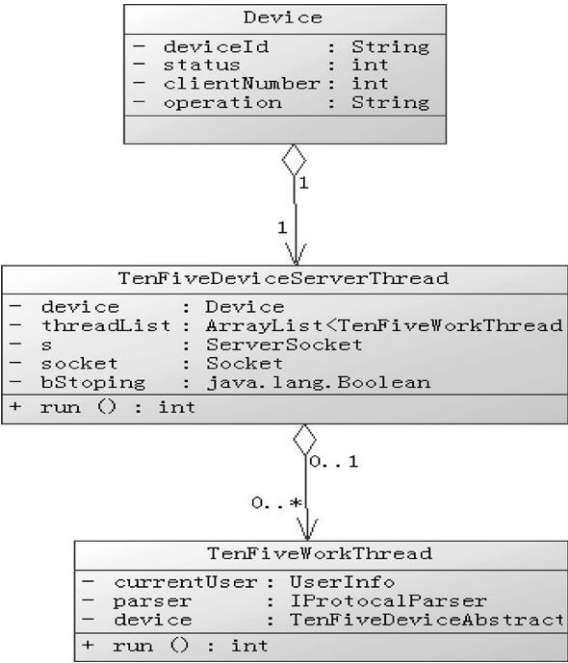 Device
- deviceId : String
- status : int
- clientNumber : int
- operation : String
1
1
TenFiveDeviceServerThread
- device : Device
- threadList : ArrayList<TenFiveWorkThread
- s : ServerSocket
- socket : Socket
- bStoping : java.lang.Boolean
+ run () : int
0..1
0..*
TenFiveWorkThread
- currentUser : UserInfo
- parser : IProtocalParser
- device : TenFiveDeviceAbstract
+ run () : int